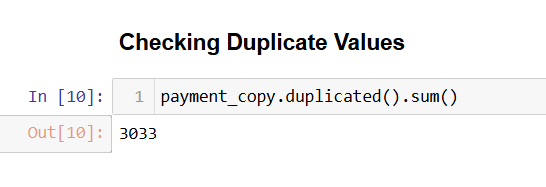 Checking Duplicate Values
In [10]: 1 payment_copy.duplicated().sum()
Out[10]: 3033